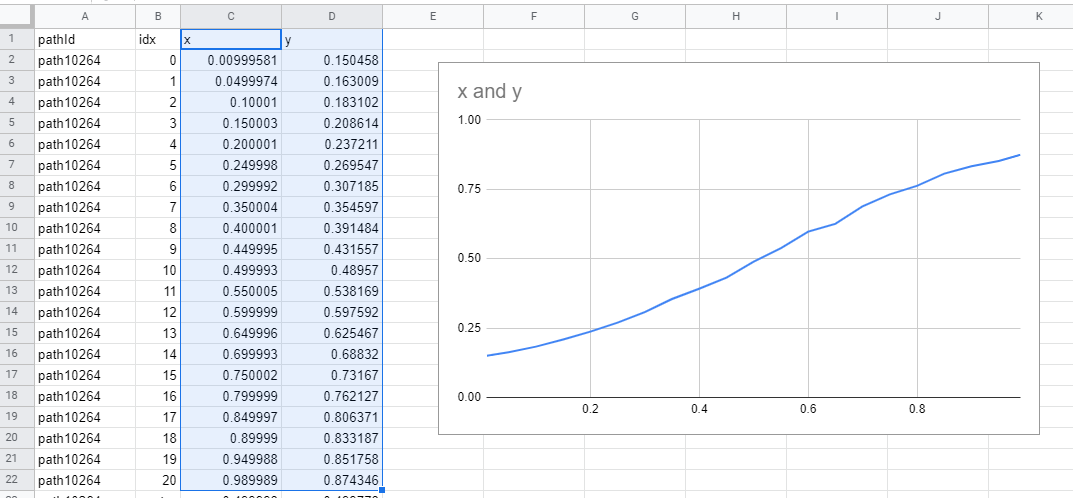 A B C D E F G H I J K
1 pathId idx x y
2 path10264 0 0.00999581 0.150458
3 path10264 1 0.0499974 0.163009
4 path10264 2 0.10001 0.183102
5 path10264 3 0.150003 0.208614
6 path10264 4 0.200001 0.237211
7 path10264 5 0.249998 0.269547
8 path10264 6 0.299992 0.307185
9 path10264 7 0.350004 0.354597
10 path10264 8 0.400001 0.391484
11 path10264 9 0.449995 0.431557
12 path10264 10 0.499993 0.48957
13 path10264 11 0.550005 0.538169
14 path10264 12 0.599999 0.597592
15 path10264 13 0.649996 0.625467
16 path10264 14 0.699993 0.68832
17 path10264 15 0.750002 0.73167
18 path10264 16 0.799999 0.762127
19 path10264 17 0.849997 0.806371
20 path10264 18 0.89999 0.833187
21 path10264 19 0.949988 0.851758
22 path10264 20 0.989989 0.874346
x and y
1.00
0.75
0.50
0.25
0.00
0.2 0.4 0.6 0.8